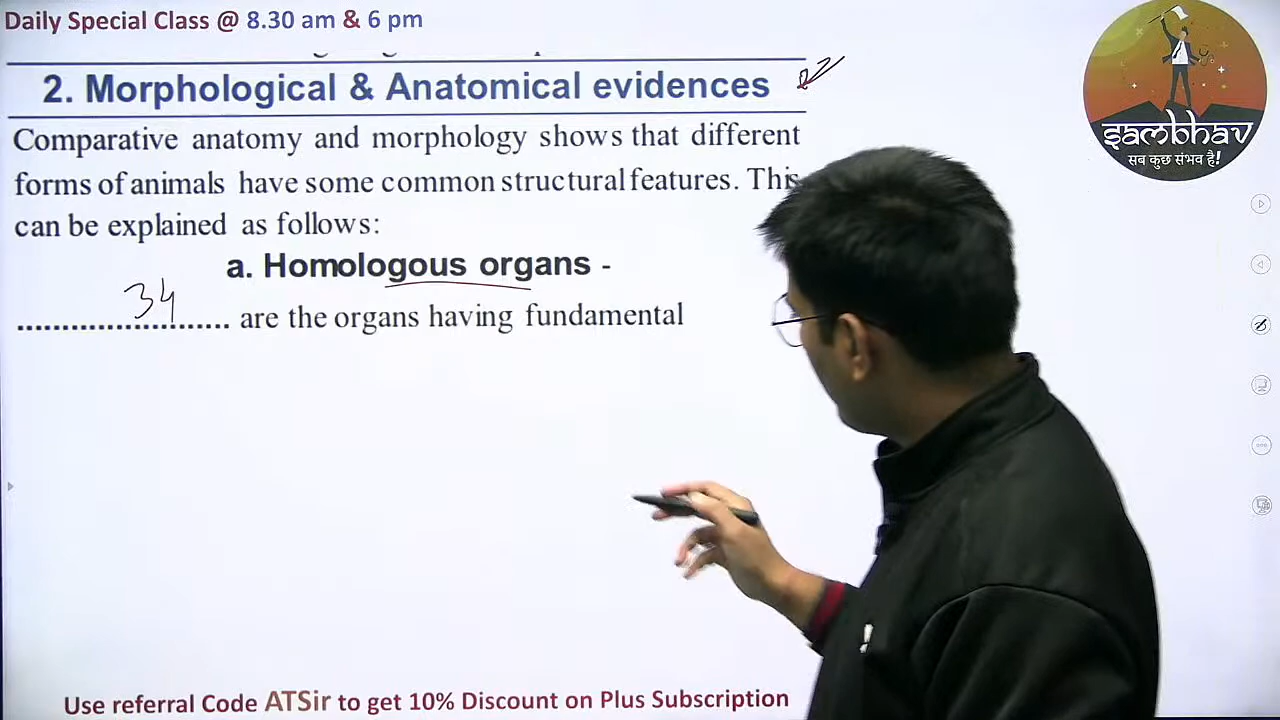 Daily Special Class @ 8.30 am & 6 pm
2. Morphological & Anatomical evidences
Comparative anatomy and morphology shows that different
forms of animals have some common structural features. This
can be explained as follows:
a. Homologous organs -
34
........................ are the organs having fundamental
sambhav
सब कुछ संभव है!
Use referral Code ATSir to get 10% Discount on Plus Subscription